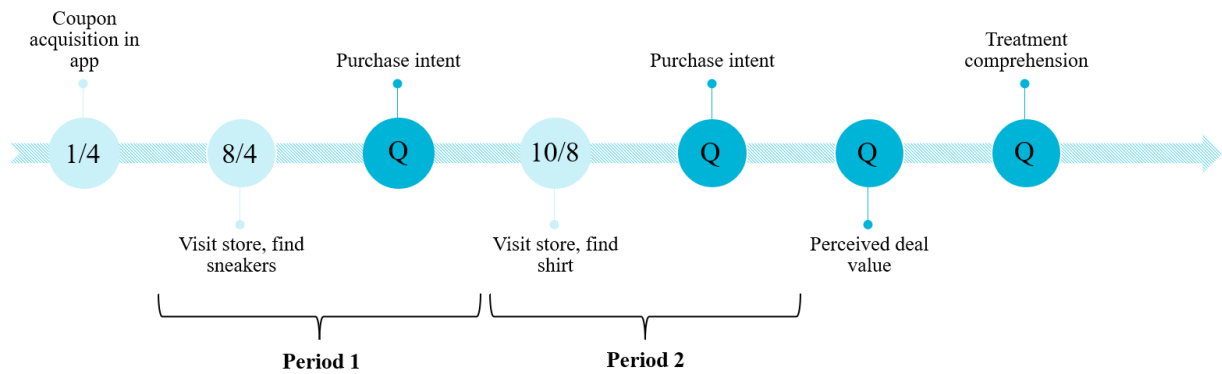 Coupon
acquisition in
app
Purchase intent
Purchase intent
Treatment
comprehension
1/4
8/4
Q
10/8
Q
Q
Q
Visit store, find
sneakers
Visit store, find
shirt
Perceived deal
value
Period 1
Period 2